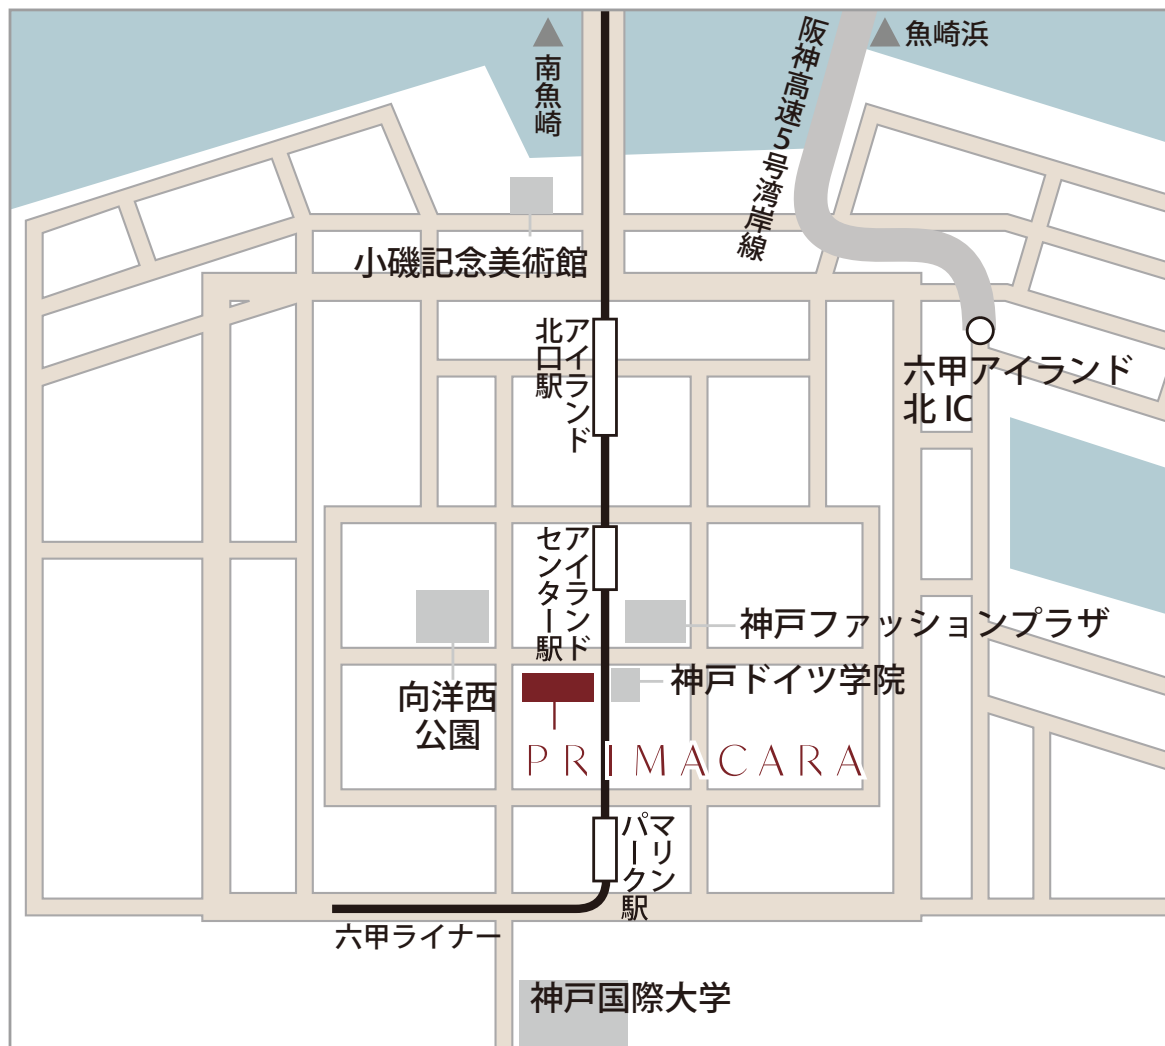 南魚崎
魚崎浜
阪神高速5号湾岸線
小磯記念美術館
アイランド
北口駅
六甲アイランド
北 IC
アイランド
センター駅
神戸ファッションプラザ
神戸ドイツ学院
向洋西
公園
PRIMACARA
マリン
パーク駅
六甲ライナー
神戸国際大学